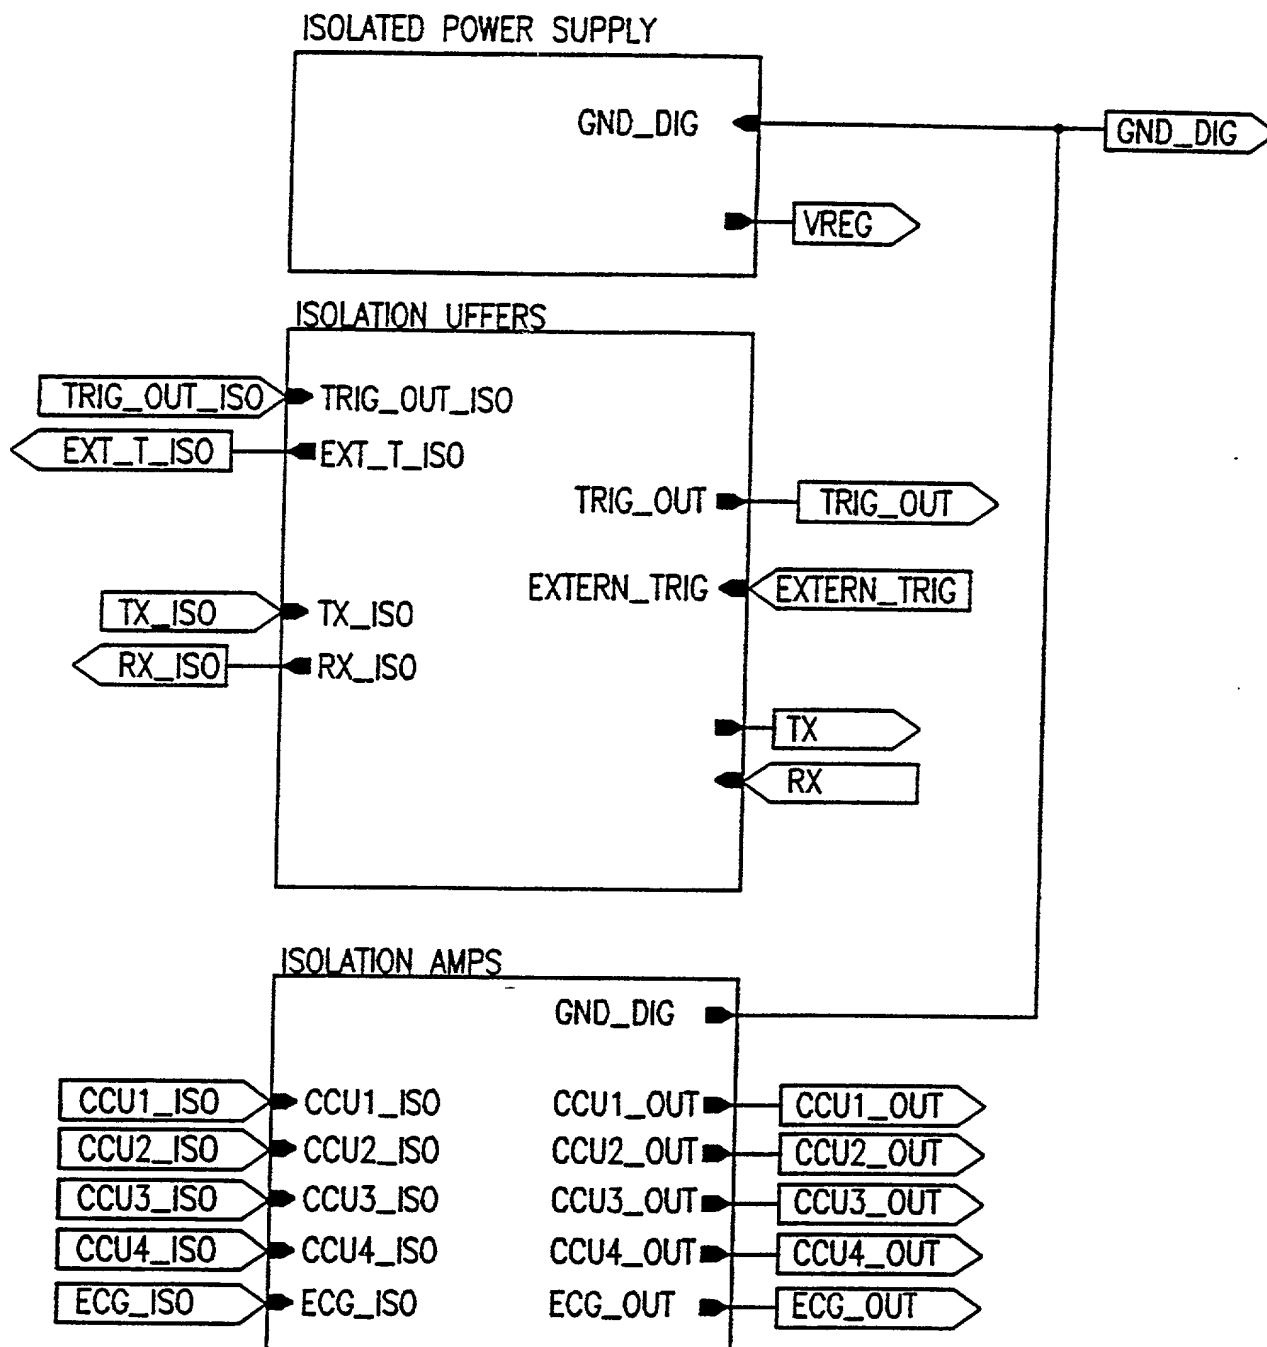 ISOLATED POWER SUPPLY
GND_DIG
GND_DIG
VREG
ISOLATION UFFERS
TRIG_OUT_ISO
TRIG_OUT_ISO
EXT_T_ISO
EXT_T_ISO
TRIG_OUT
TRIG_OUT
EXTERN_TRIG
EXTERN_TRIG
TX_ISO
TX_ISO
RX_ISO
RX_ISO
TX
RX
ISOLATION AMPS
GND_DIG
CCU1_ISO
CCU1_ISO
CCU1_OUT
CCU1_OUT
CCU2_ISO
CCU2_ISO
CCU2_OUT
CCU2_OUT
CCU3_ISO
CCU3_ISO
CCU3_OUT
CCU3_OUT
CCU4_ISO
CCU4_ISO
CCU4_OUT
CCU4_OUT
ECG_ISO
ECG_ISO
ECG_OUT
ECG_OUT